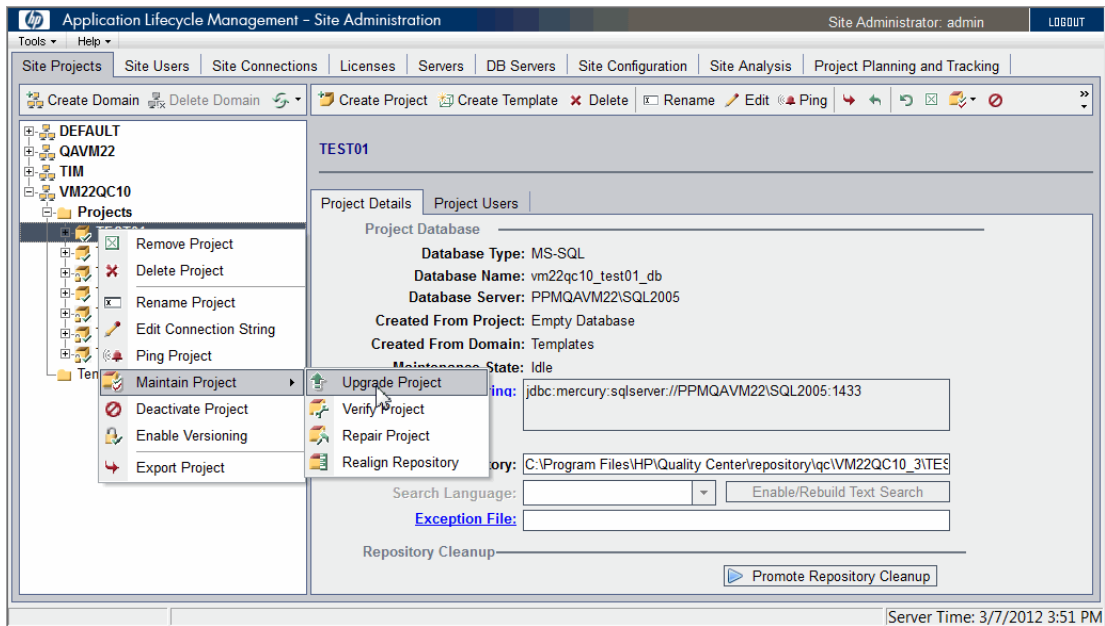 hp Application Lifecycle Management – Site Administration Site Administrator: admin LOGOUT
Tools Help
Site Projects Site Users Site Connections Licenses Servers DB Servers Site Configuration Site Analysis Project Planning and Tracking
Create Domain Delete Domain Create Project Create Template Delete Rename Edit Ping
DEFAULT
QAVM22
TIM
VM22QC10
Projects
TEST01
Remove Project
Delete Project
Rename Project
Edit Connection String
Ping Project
Maintain Project
Deactivate Project
Enable Versioning
Export Project
Upgrade Project
Verify Project
Repair Project
Realign Repository
TEST01
Project Details Project Users
Project Database
Database Type: MS-SQL
Database Name: vm22qc10_test01_db
Database Server: PPMQAVM22\SQL2005
Created From Project: Empty Database
Created From Domain: Templates
Maintenance State: Idle
ing: jdbc:mercury:sqlserver://PPMQAVM22\SQL2005:1433
ory: C:\Program Files\HP\Quality Center\repository\qc\VM22QC10_3\TES
Search Language: Enable/Rebuild Text Search
Exception File:
Repository Cleanup
Promote Repository Cleanup
Server Time: 3/7/2012 3:51 PM